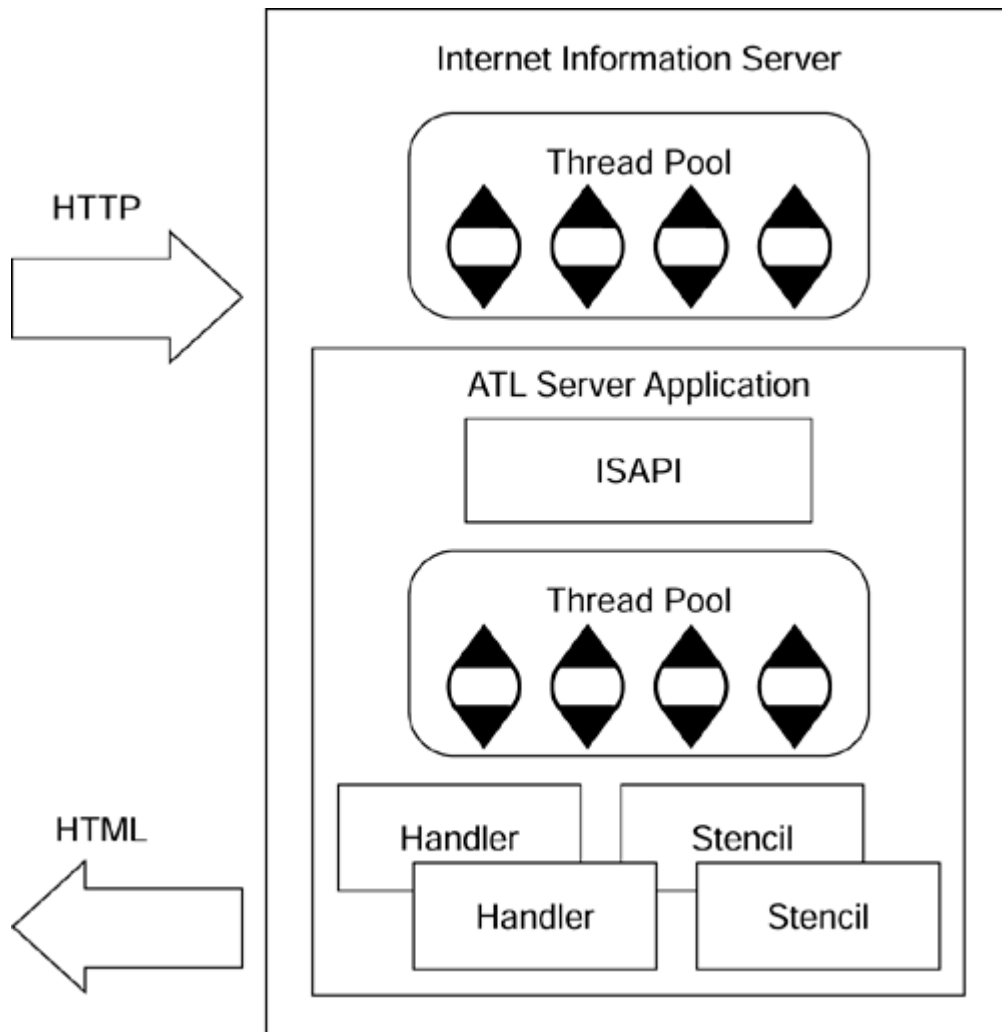 Internet Information Server
Thread Pool
HTTP
ATL Server Application
ISAPI
Thread Pool
HTML
Handler
Stencil
Handler
Stencil